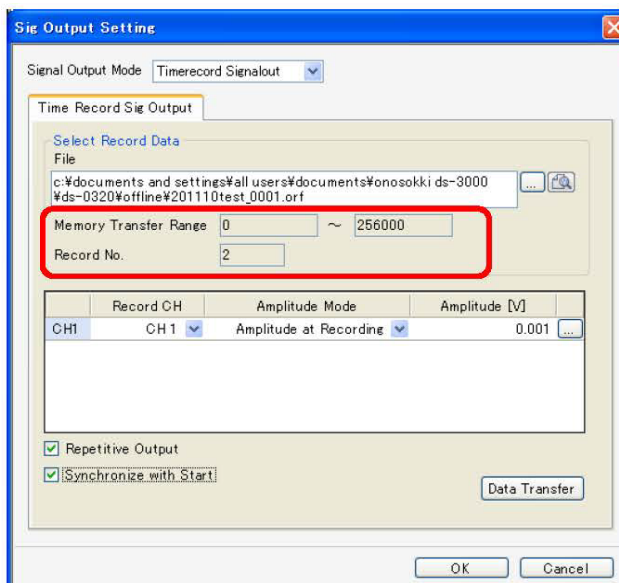 Sig Output Setting
Signal Output Mode Timerecord Signalout
Time Record Sig Output
Select Record Data
File
c:¥documents and settings¥all users¥documents¥onosokki ds-3000
¥ds-0320¥offline¥201110test_0001.orf
...
Memory Transfer Range 0 ~ 256000
Record No. 2
Record CH Amplitude Mode Amplitude [V]
CH1 CH 1 Amplitude at Recording 0.001 ...
Repetitive Output
Synchronize with Start
Data Transfer
OK Cancel